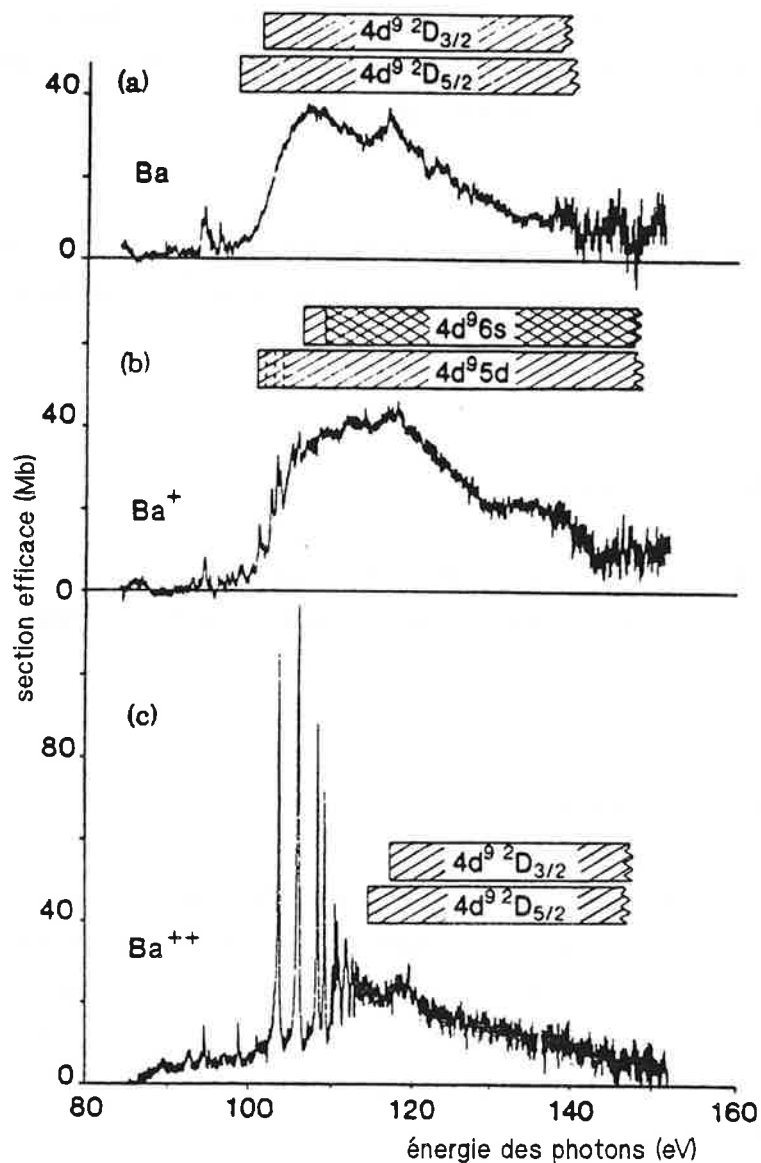 4d⁹ ²D₃/₂
4d⁹ ²D₅/₂
(a)
40
Ba
0
4d⁹6s
4d⁹5d
(b)
40
Ba⁺
0
section efficace (Mb)
(c)
80
4d⁹ ²D₃/₂
4d⁹ ²D₅/₂
40
Ba⁺⁺
0
80 100 120 140 160
énergie des photons (eV)